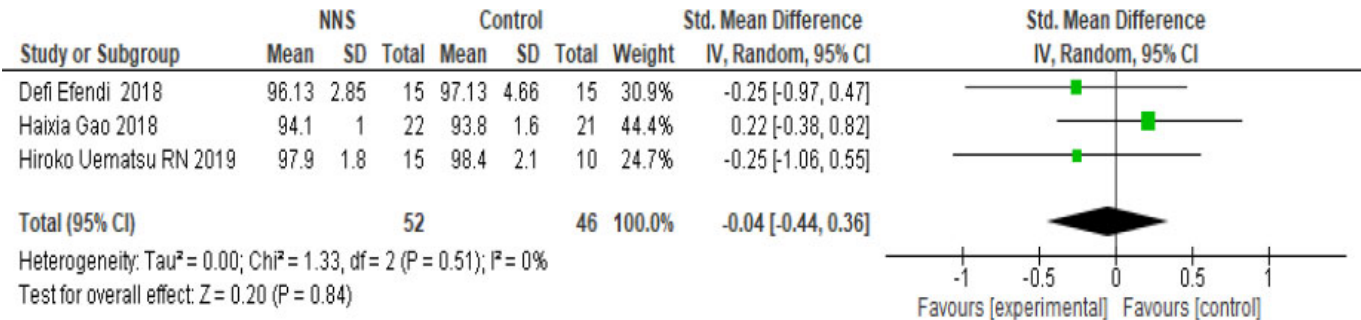 NNS Control Std. Mean Difference Std. Mean Difference
Study or Subgroup Mean SD Total Mean SD Total Weight IV, Random, 95% CI IV, Random, 95% CI
Defi Efendi 2018 96.13 2.85 15 97.13 4.66 15 30.9% -0.25 [-0.97, 0.47]
Haixia Gao 2018 94.1 1 22 93.8 1.6 21 44.4% 0.22 [-0.38, 0.82]
Hiroko Uematsu RN 2019 97.9 1.8 15 98.4 2.1 10 24.7% -0.25 [-1.06, 0.55]
Total (95% CI) 52 46 100.0% -0.04 [-0.44, 0.36]
Heterogeneity: Tau² = 0.00; Chi² = 1.33, df = 2 (P = 0.51); I² = 0%
Test for overall effect: Z = 0.20 (P = 0.84)
-1 -0.5 0 0.5 1
Favours [experimental] Favours [control]